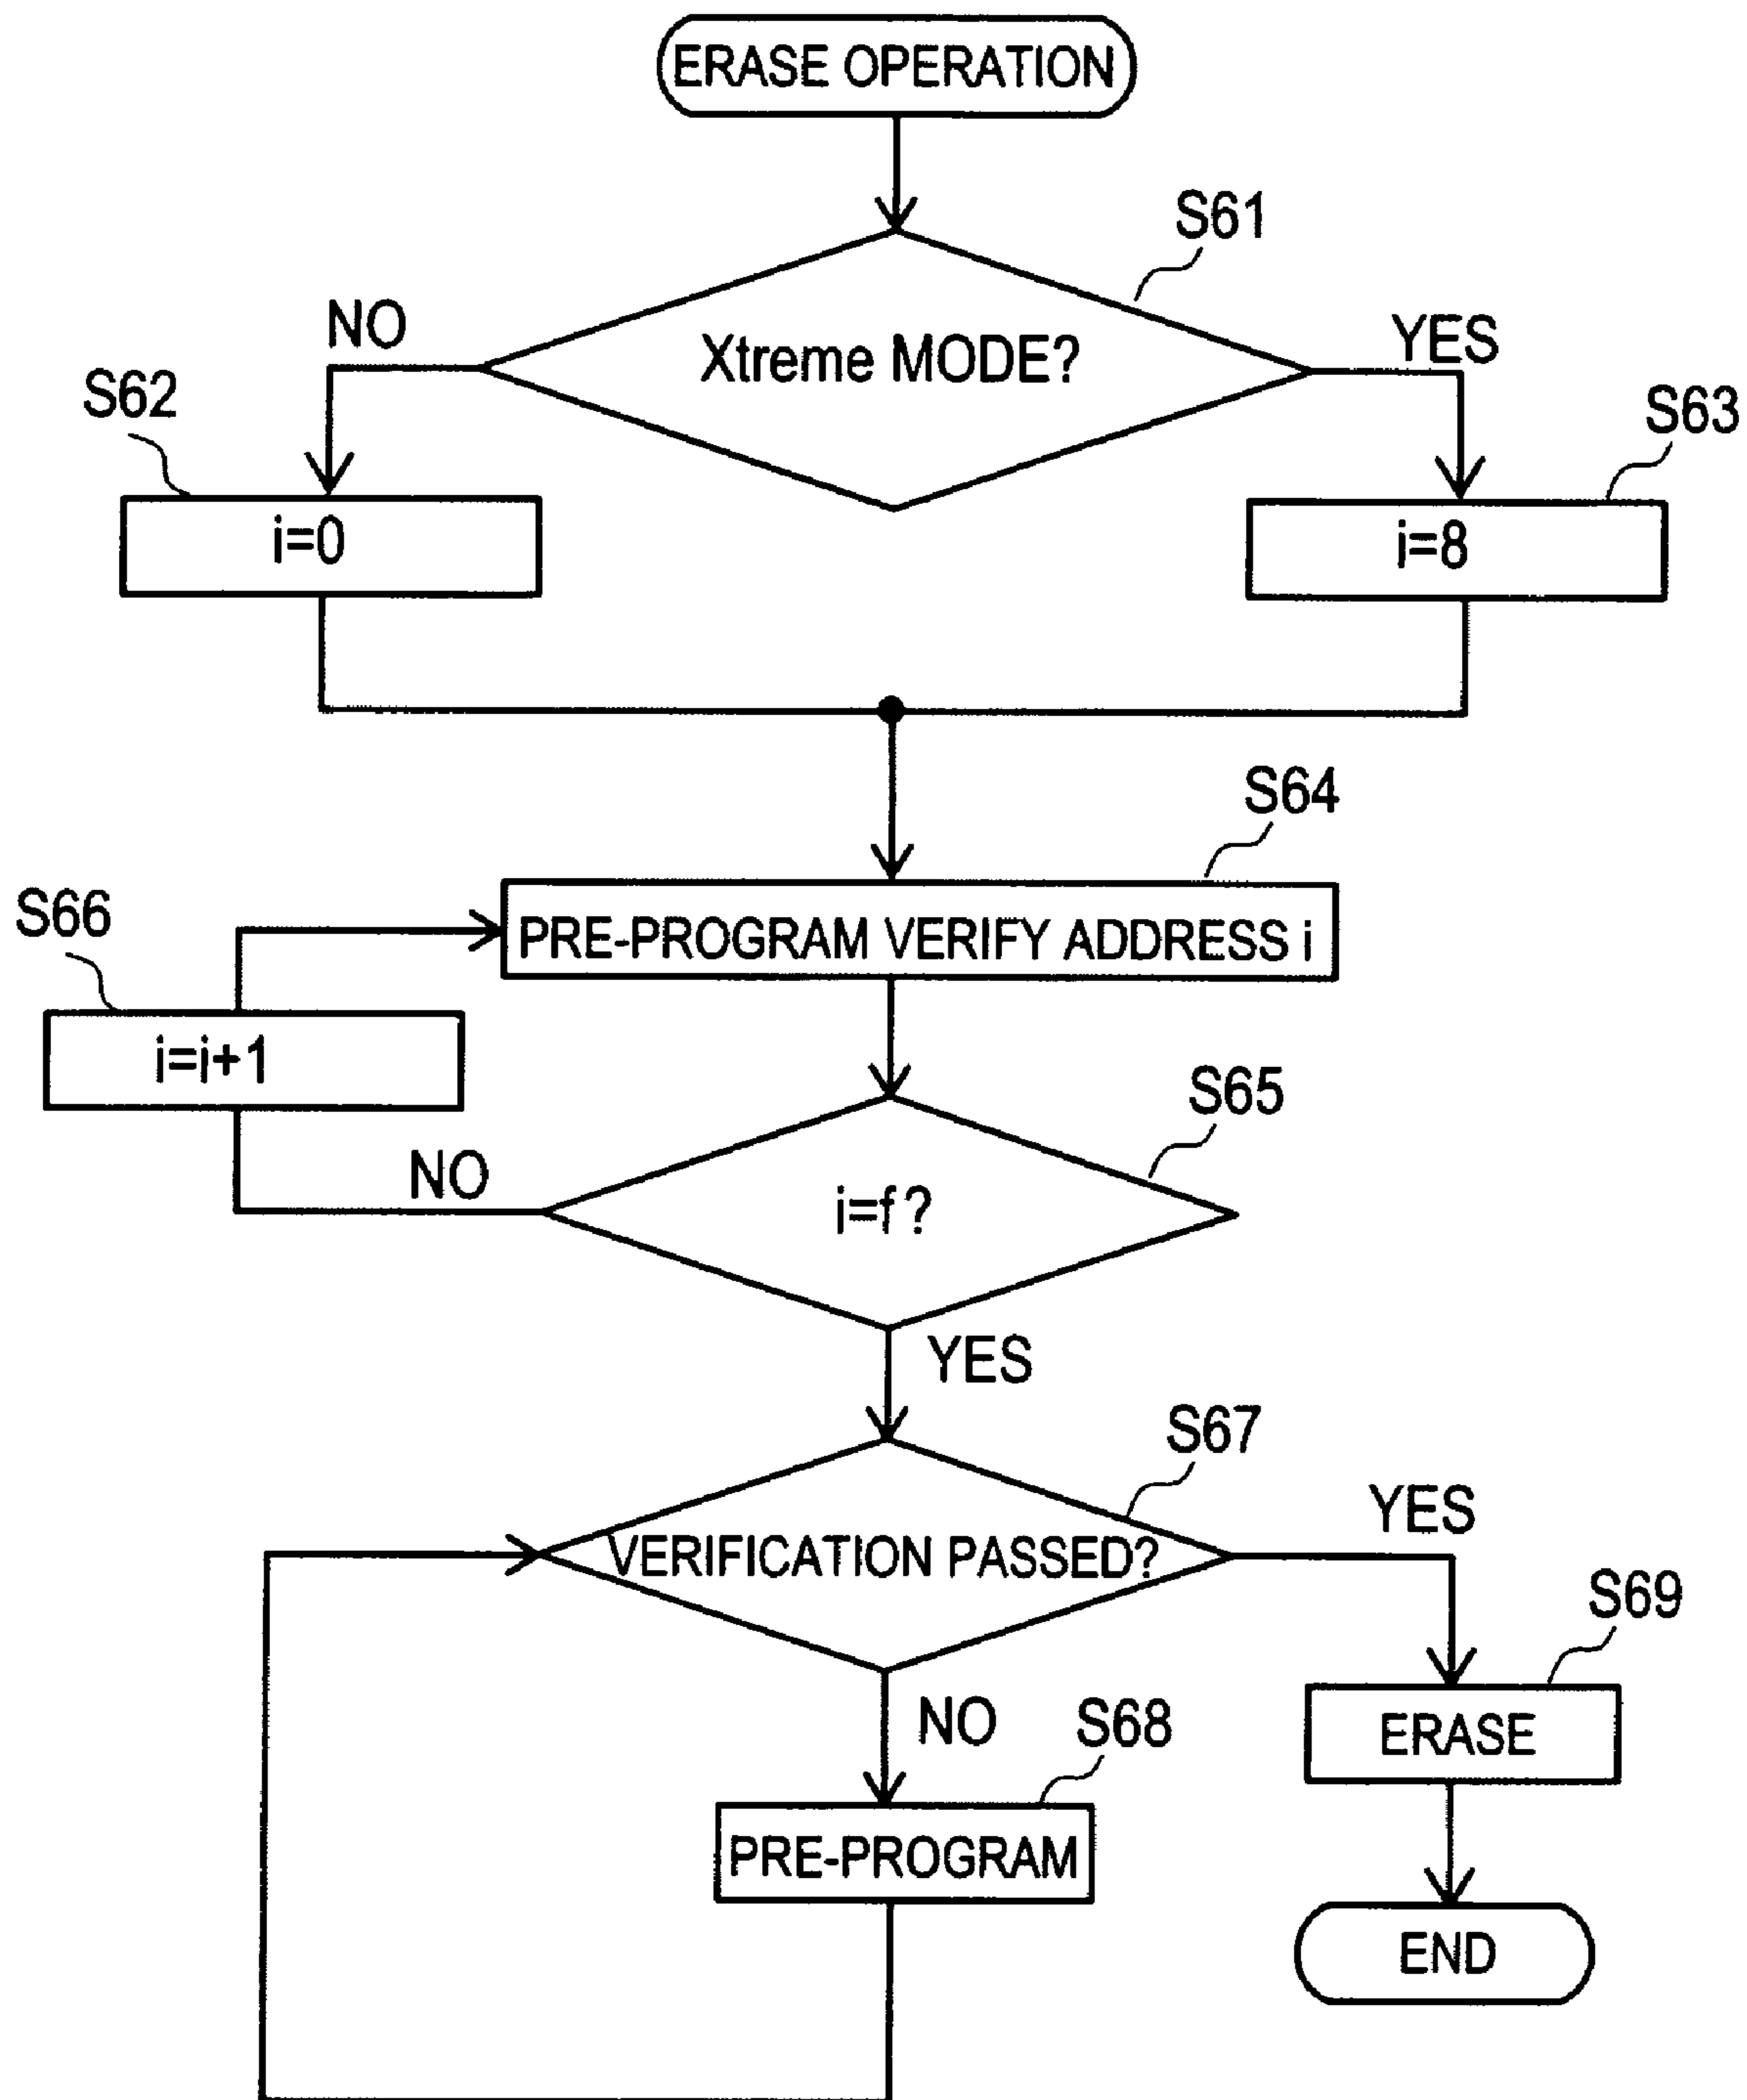 ERASE OPERATION
S61
Xtreme MODE?
NO
YES
S62
S63
i=0
i=8
S64
PRE-PROGRAM VERIFY ADDRESS i
S66
i=i+1
S65
NO
i=f ?
YES
S67
VERIFICATION PASSED?
YES
S69
NO
S68
ERASE
PRE-PROGRAM
END